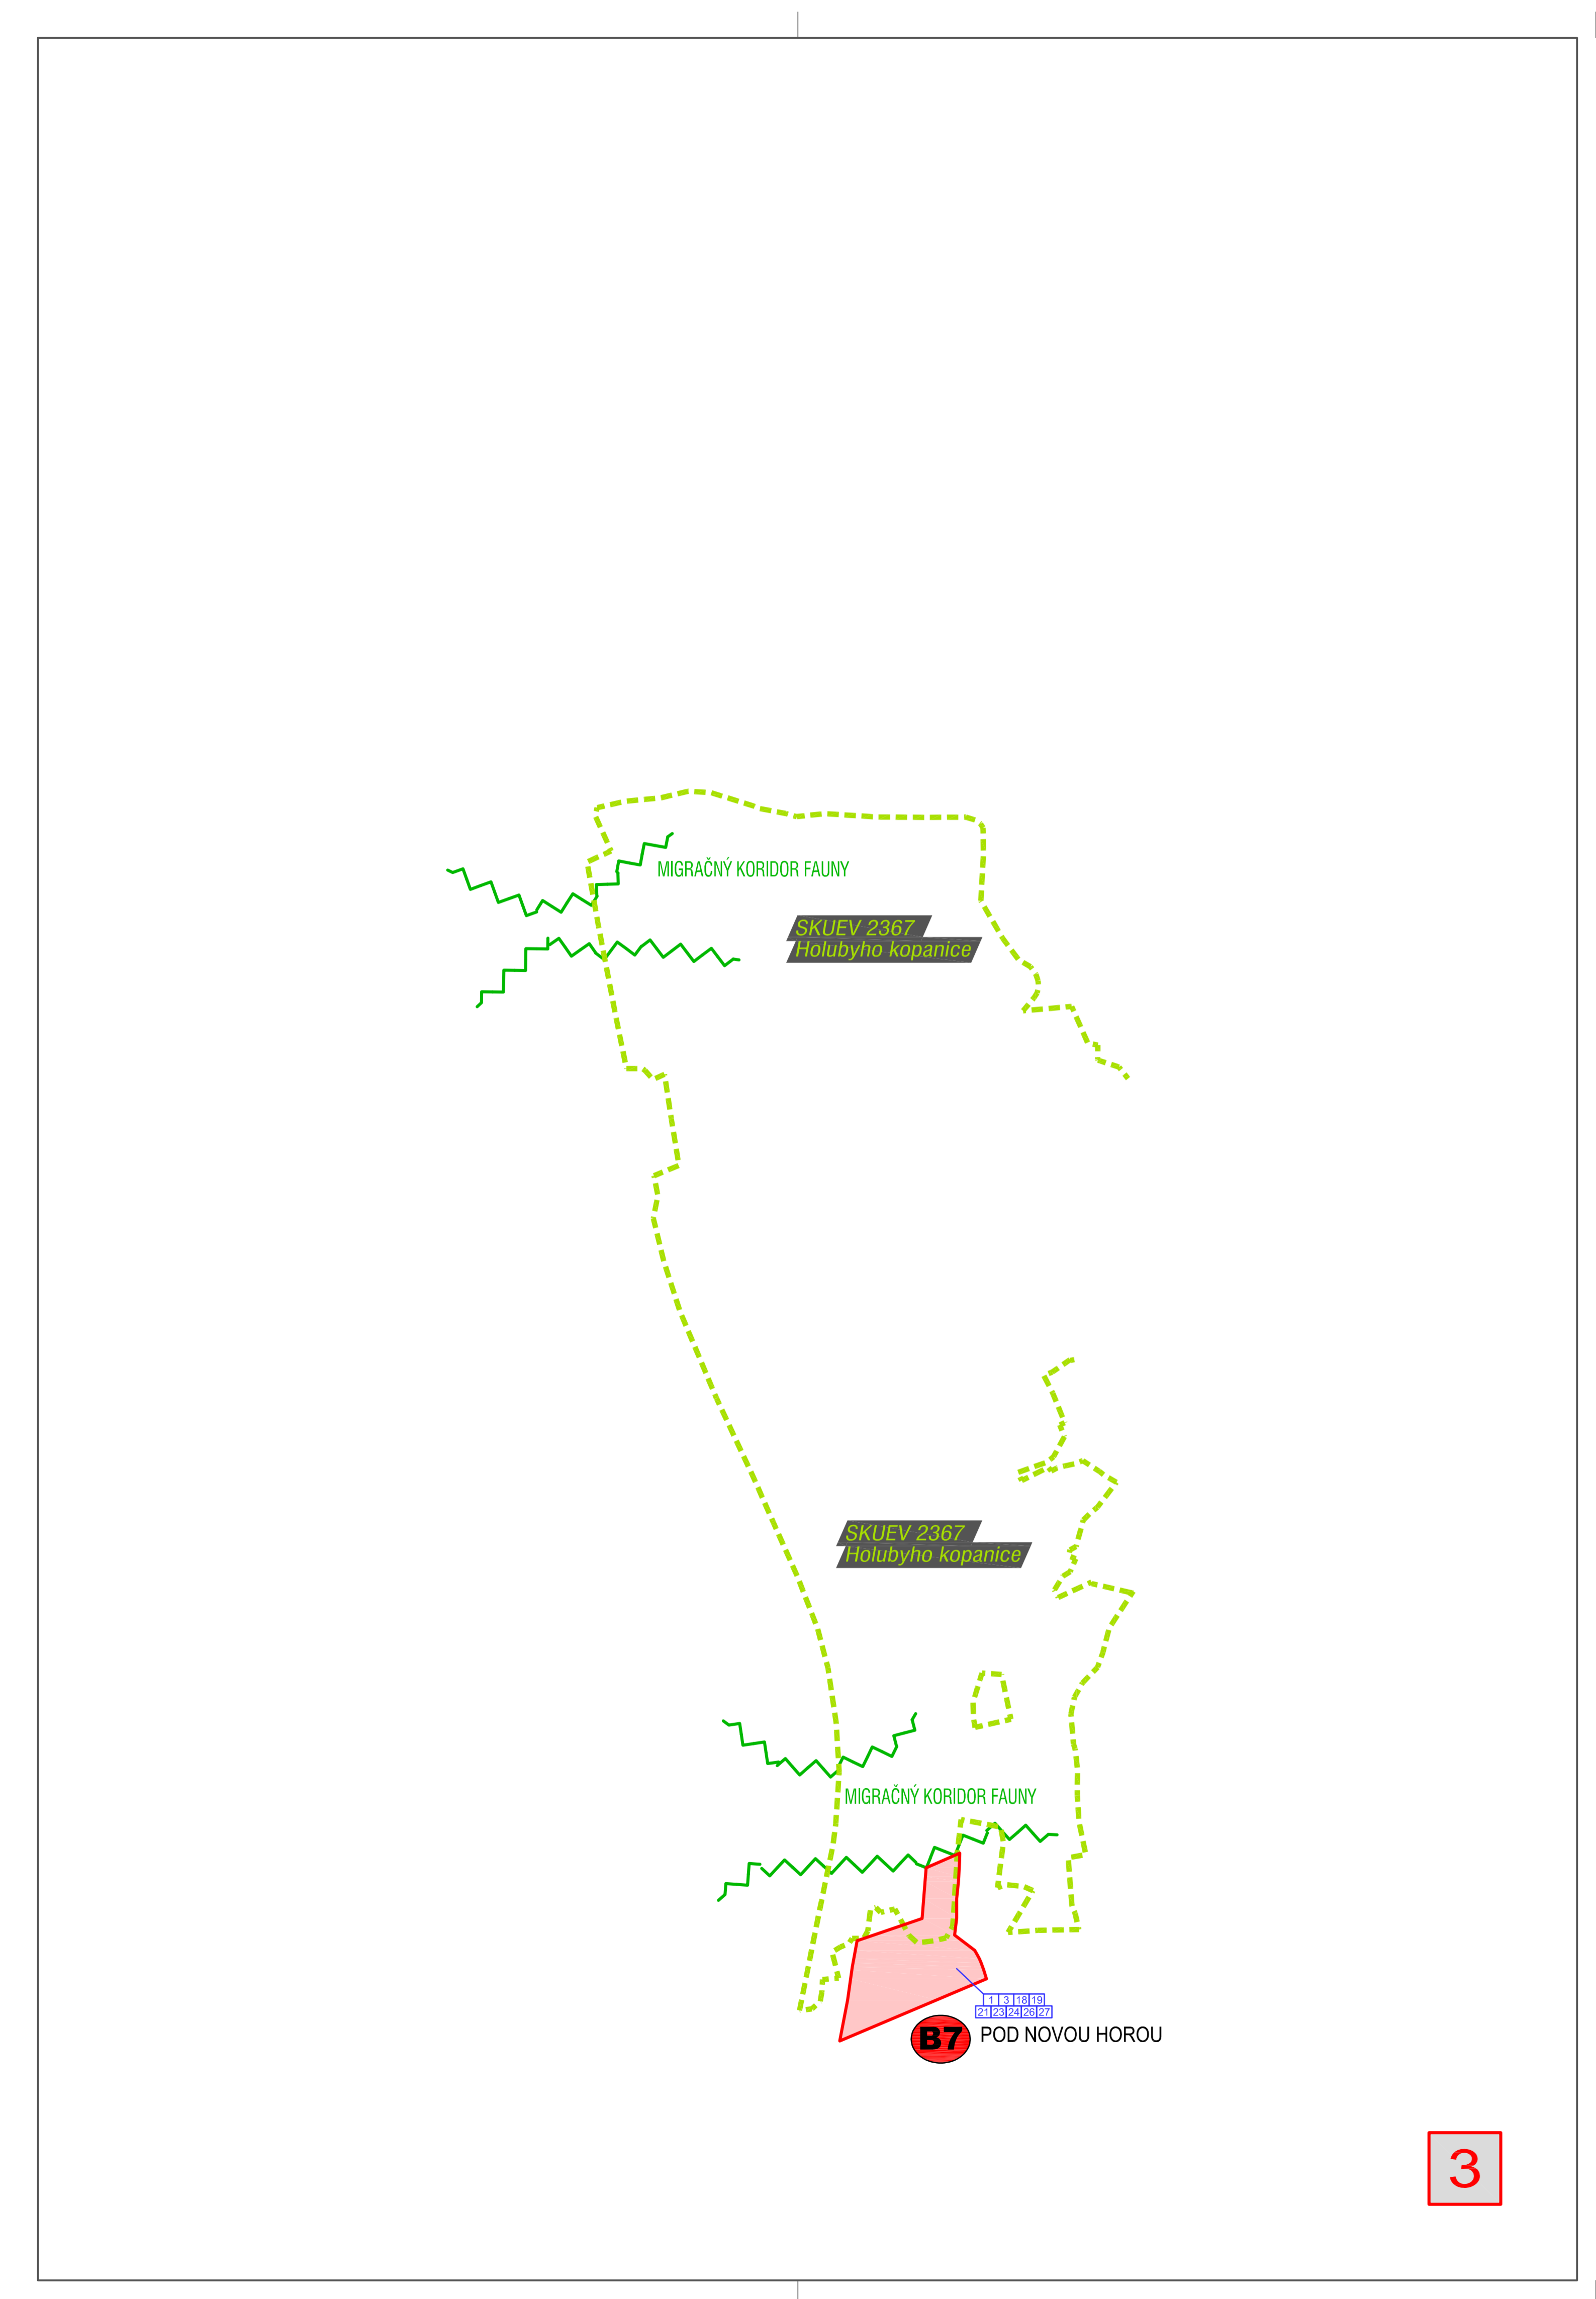 MIGRAČNÝ KORIDOR FAUNY
SKUEV 2367
Holubyho kopanice
SKUEV 2367
Holubyho kopanice
MIGRAČNÝ KORIDOR FAUNY
1 3 18 19
21 23 24 26 27
B7 POD NOVOU HOROU
3